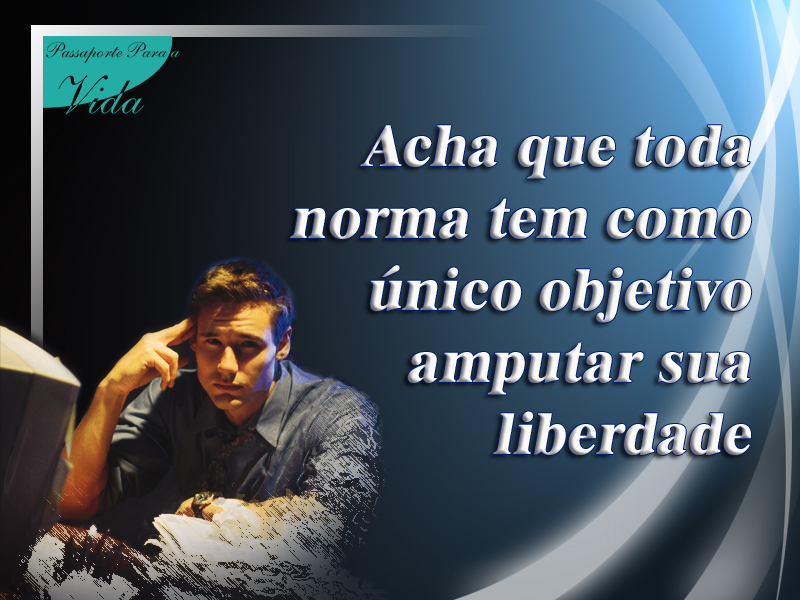 Passaporte Para a
Vida
Acha que toda
norma tem como
único objetivo
amputar sua
liberdade